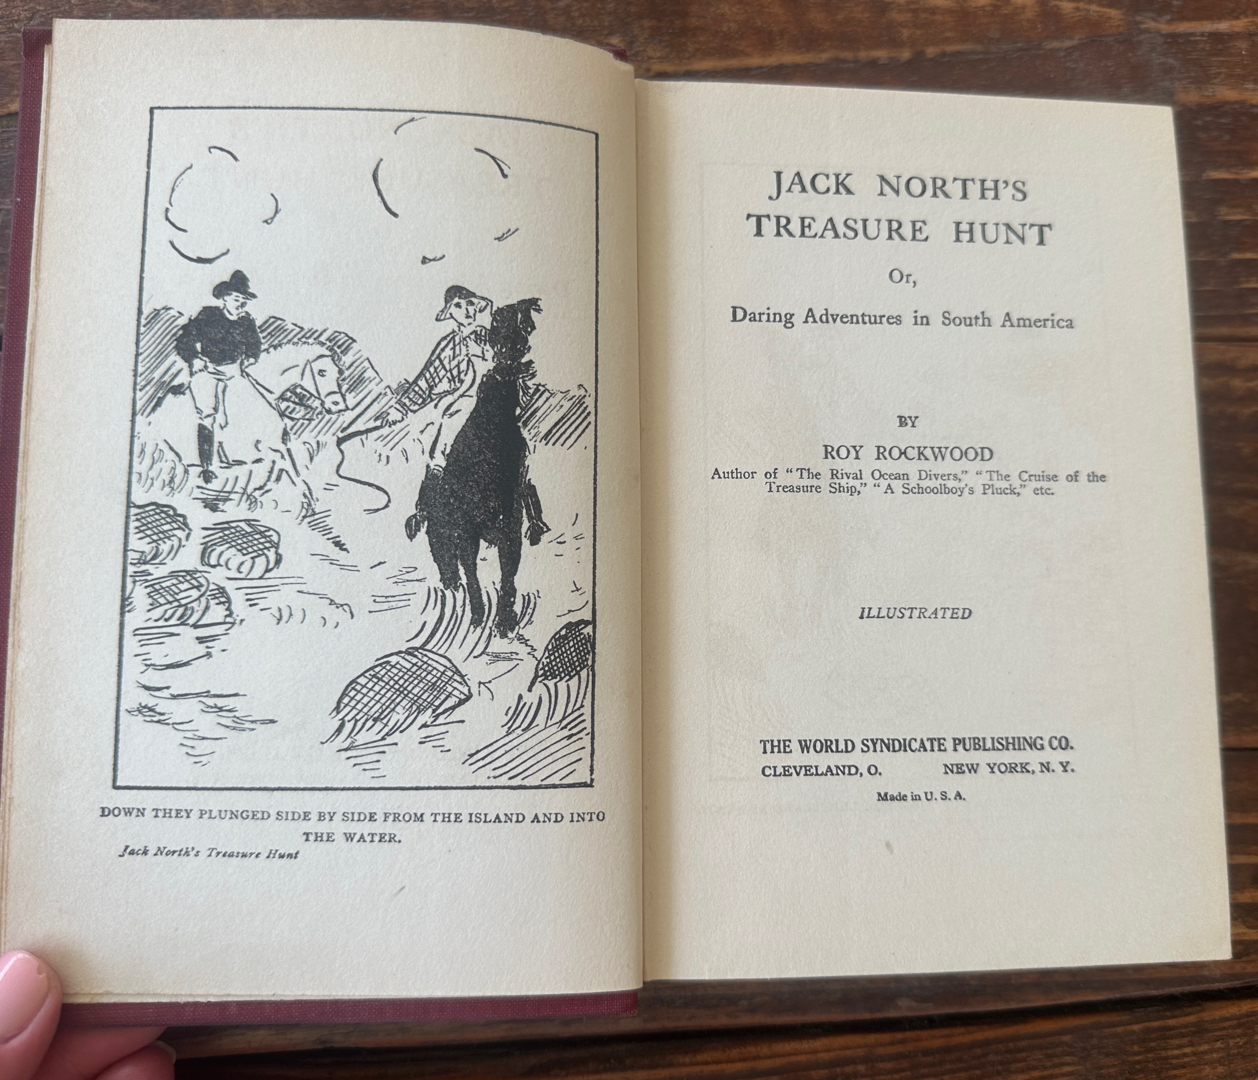 DOWN THEY PLUNGED SIDE BY SIDE FROM THE ISLAND AND INTO
THE WATER.
Jack North's Treasure Hunt
JACK NORTH'S
TREASURE HUNT
Or,
Daring Adventures in South America
BY
ROY ROCKWOOD
Author of "The Rival Ocean Divers," "The Cruise of the
Treasure Ship," "A Schoolboy's Pluck," etc.
ILLUSTRATED
THE WORLD SYNDICATE PUBLISHING CO.
CLEVELAND, O. NEW YORK, N. Y.
Made in U. S. A.